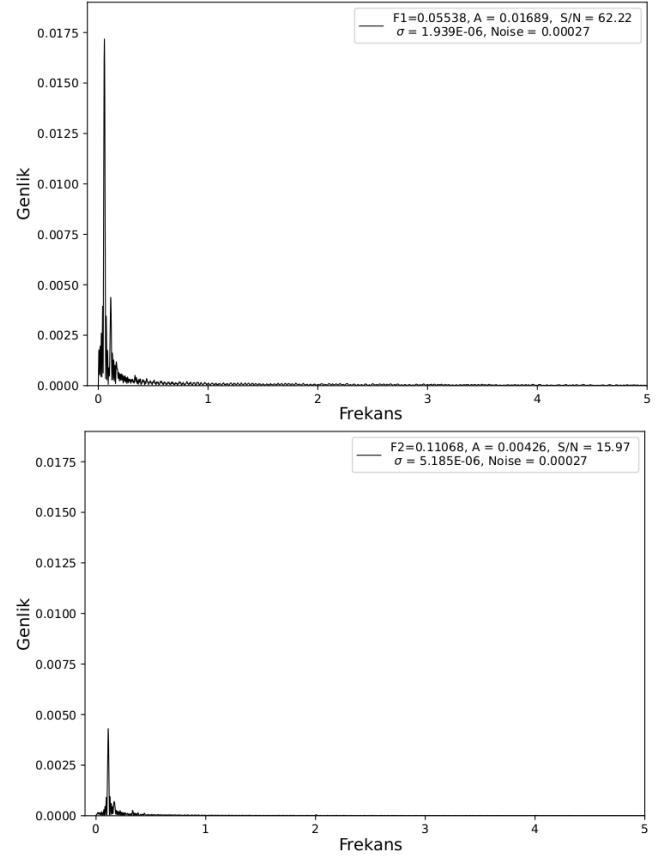 F1=0.05538, A = 0.01689, S/N = 62.22
σ = 1.939E-06, Noise = 0.00027
0.0175
0.0150
0.0125
0.0100
0.0075
0.0050
0.0025
0.0000
Genlik
0 1 2 3 4 5
Frekans
F2=0.11068, A = 0.00426, S/N = 15.97
σ = 5.185E-06, Noise = 0.00027
0.0175
0.0150
0.0125
0.0100
0.0075
0.0050
0.0025
0.0000
Genlik
0 1 2 3 4 5
Frekans